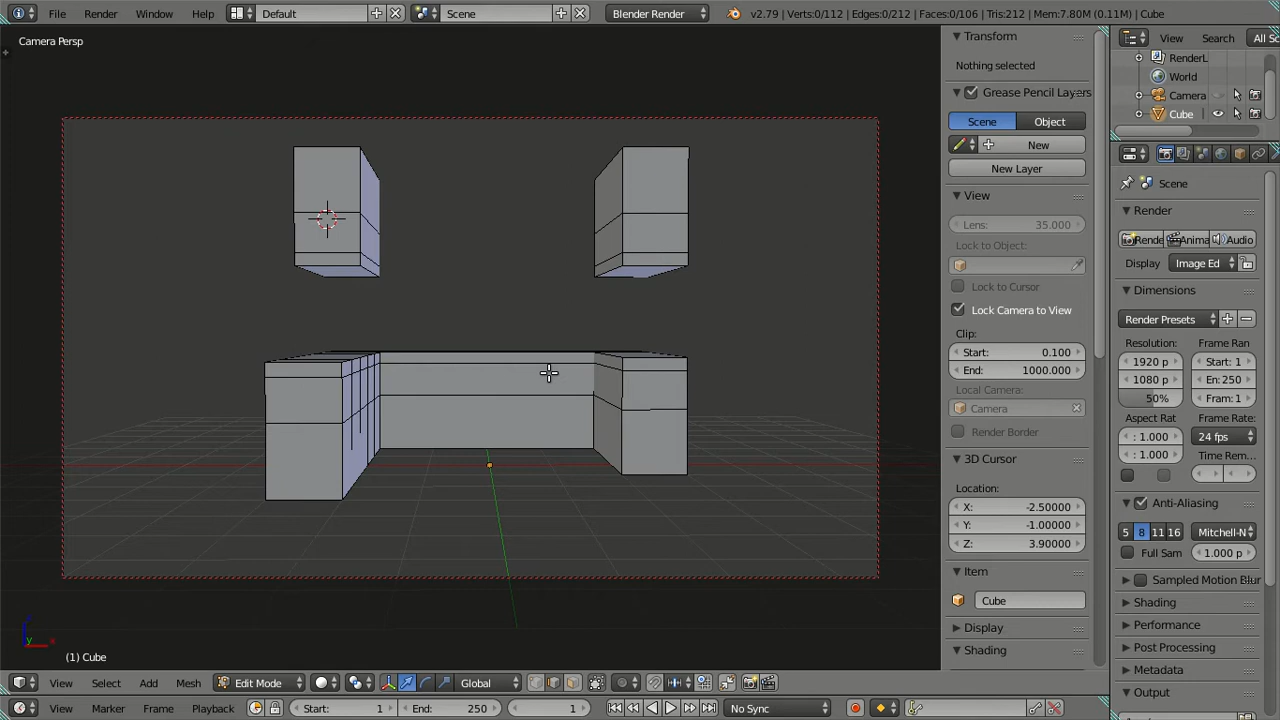 File Render Window Help Default Scene Blender Render v2.79 | Verts:0/112 | Edges:0/212 | Faces:0/106 | Tris:212 | Mem:7.80M (0.11M) | Cube
Camera Persp
Transform
Nothing selected
Grease Pencil Layers
Scene Object
New
New Layer
View
Lens: 35.000
Lock to Object:
Lock to Cursor
Lock Camera to View
Clip:
Start: 0.100
End: 1000.000
Local Camera:
Camera
Render Border
3D Cursor
Location:
X: -2.50000
Y: -1.00000
Z: 3.90000
Item
Cube
Display
Shading
View Search All Sc
RenderL
World
Camera
Cube
Scene
Render
Rende Anima Audio
Display Image Ed
Dimensions
Render Presets
Resolution: Frame Ran
1920 p Start: 1
1080 p En: 250
50% Fram: 1
Aspect Rat Frame Rate:
: 1.000 24 fps
: 1.000 Time Rem...
Anti-Aliasing
5 8 11 16 Mitchell-N
Full Sam 1.000 p
Sampled Motion Blur
Shading
Performance
Post Processing
Metadata
Output
z
y x
(1) Cube
View Select Add Mesh Edit Mode Global
View Marker Frame Playback Start: 1 End: 250 1 No Sync